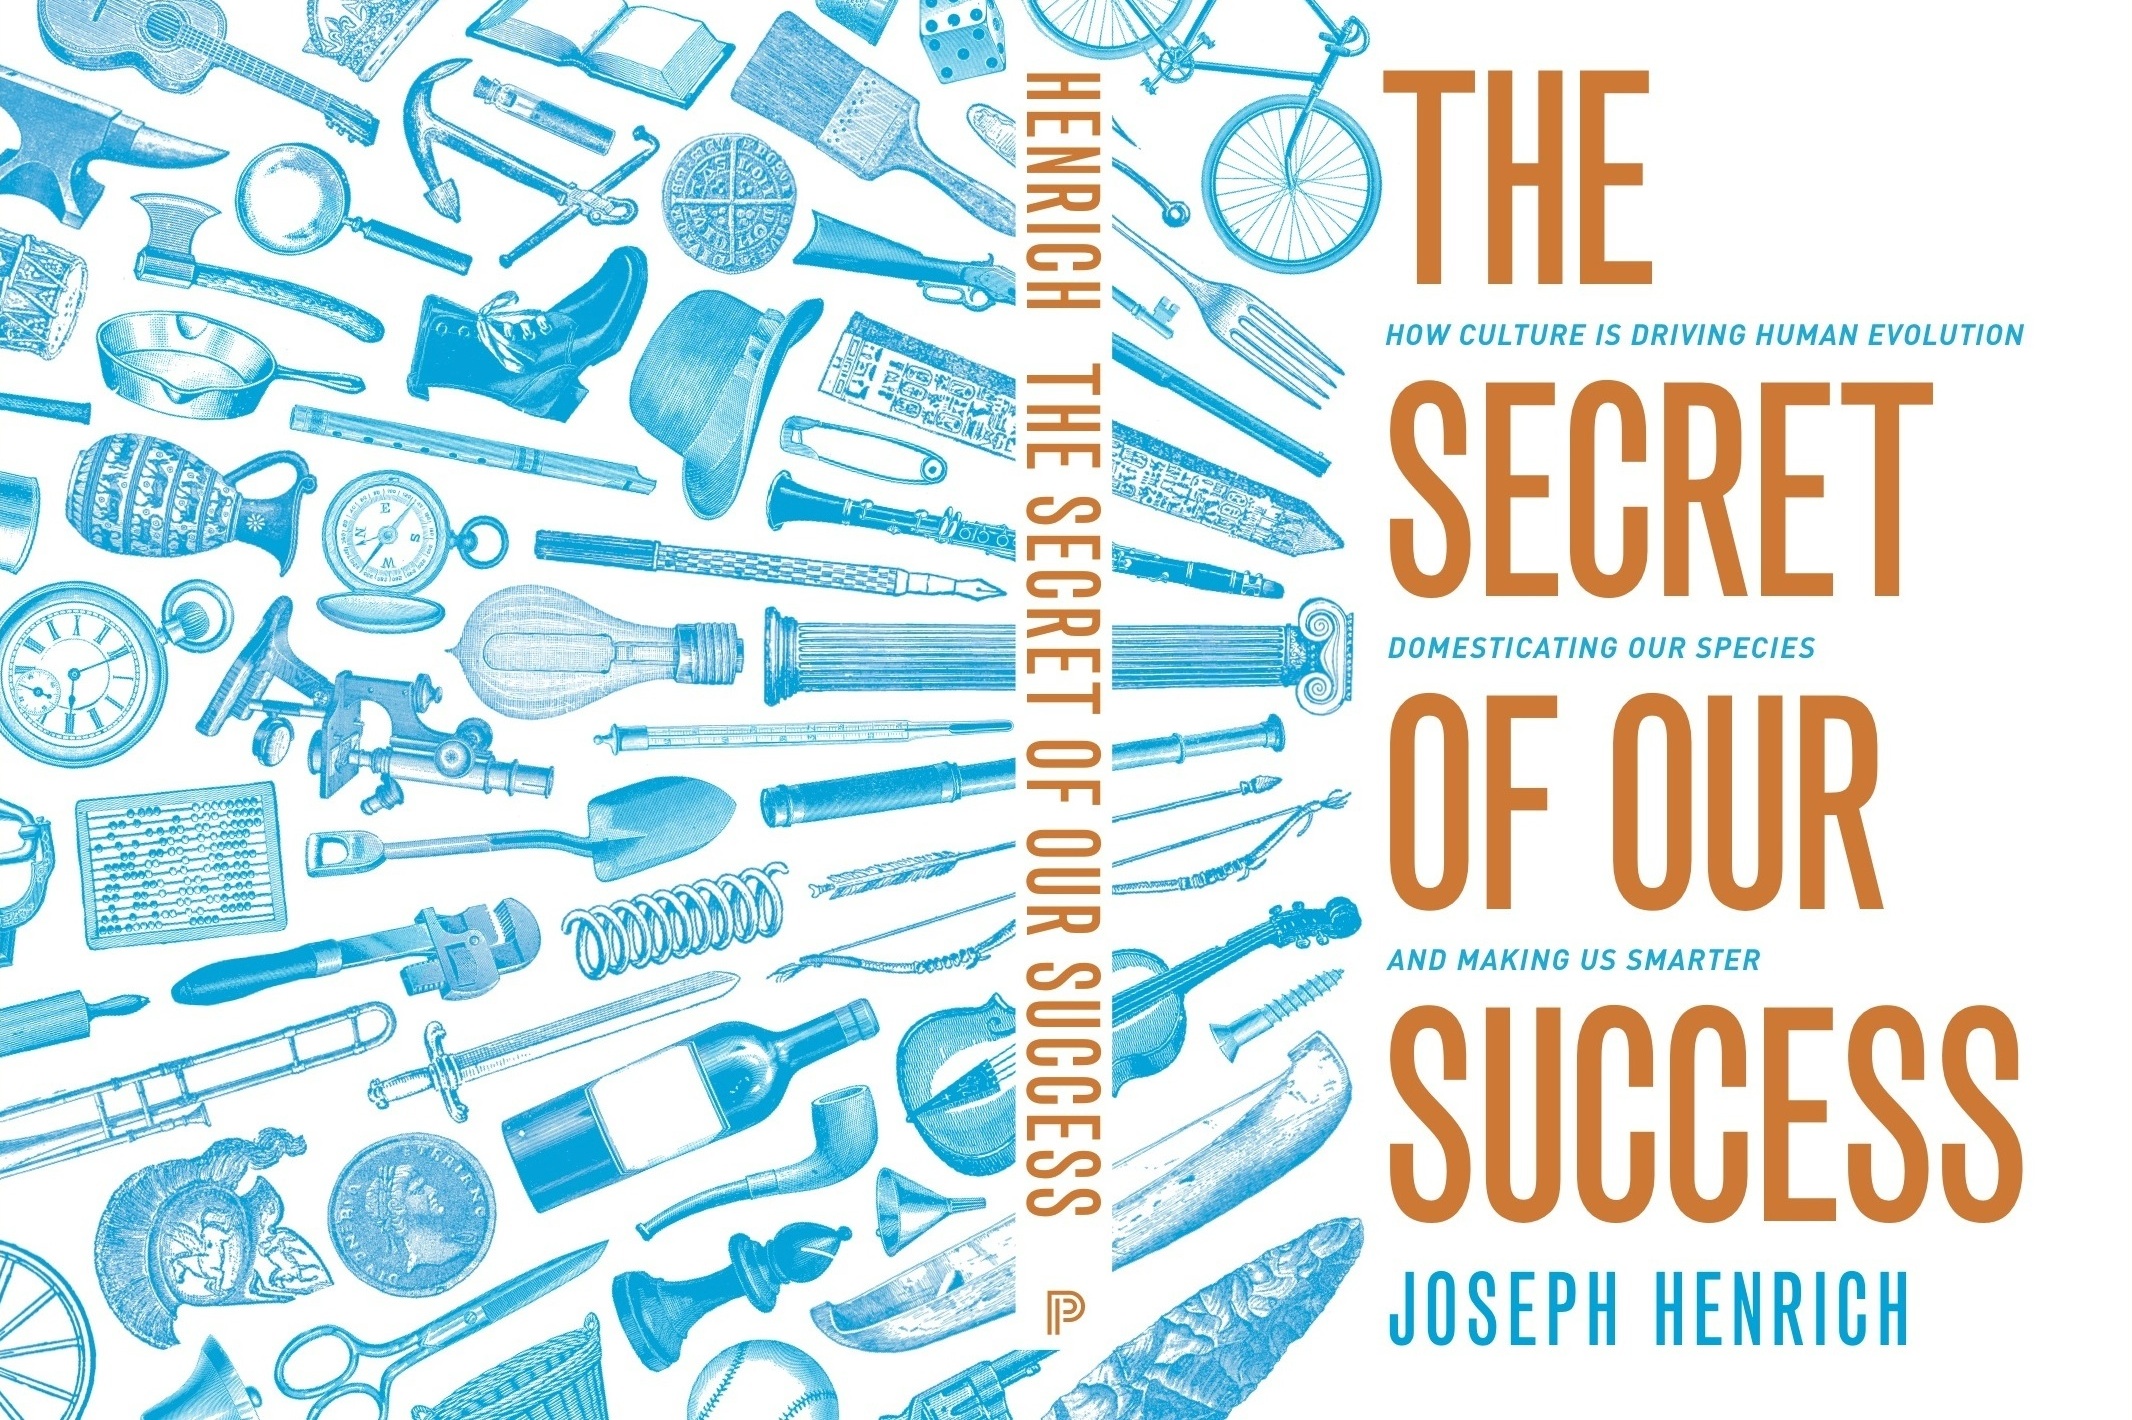 HENRICH THE SECRET OF OUR SUCCESS
P
THE
HOW CULTURE IS DRIVING HUMAN EVOLUTION
SECRET
DOMESTICATING OUR SPECIES
OF OUR
AND MAKING US SMARTER
SUCCESS
JOSEPH HENRICH
N
E
S
W